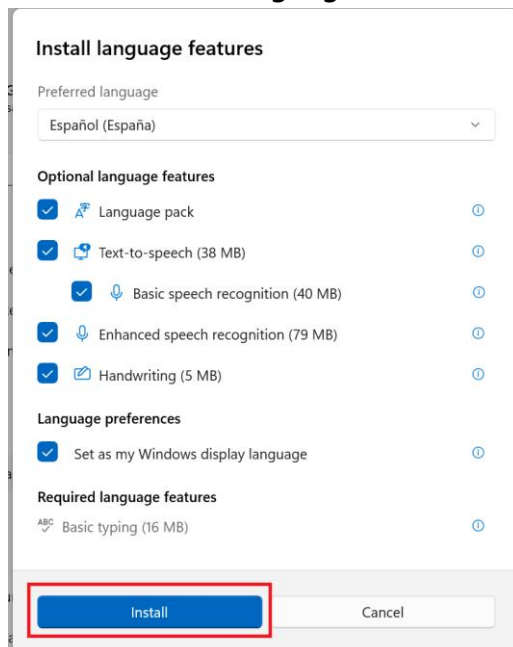 Install language features
Preferred language
Español (España)
Optional language features
Language pack
Text-to-speech (38 MB)
Basic speech recognition (40 MB)
Enhanced speech recognition (79 MB)
Handwriting (5 MB)
Language preferences
Set as my Windows display language
Required language features
ABC Basic typing (16 MB)
Install Cancel